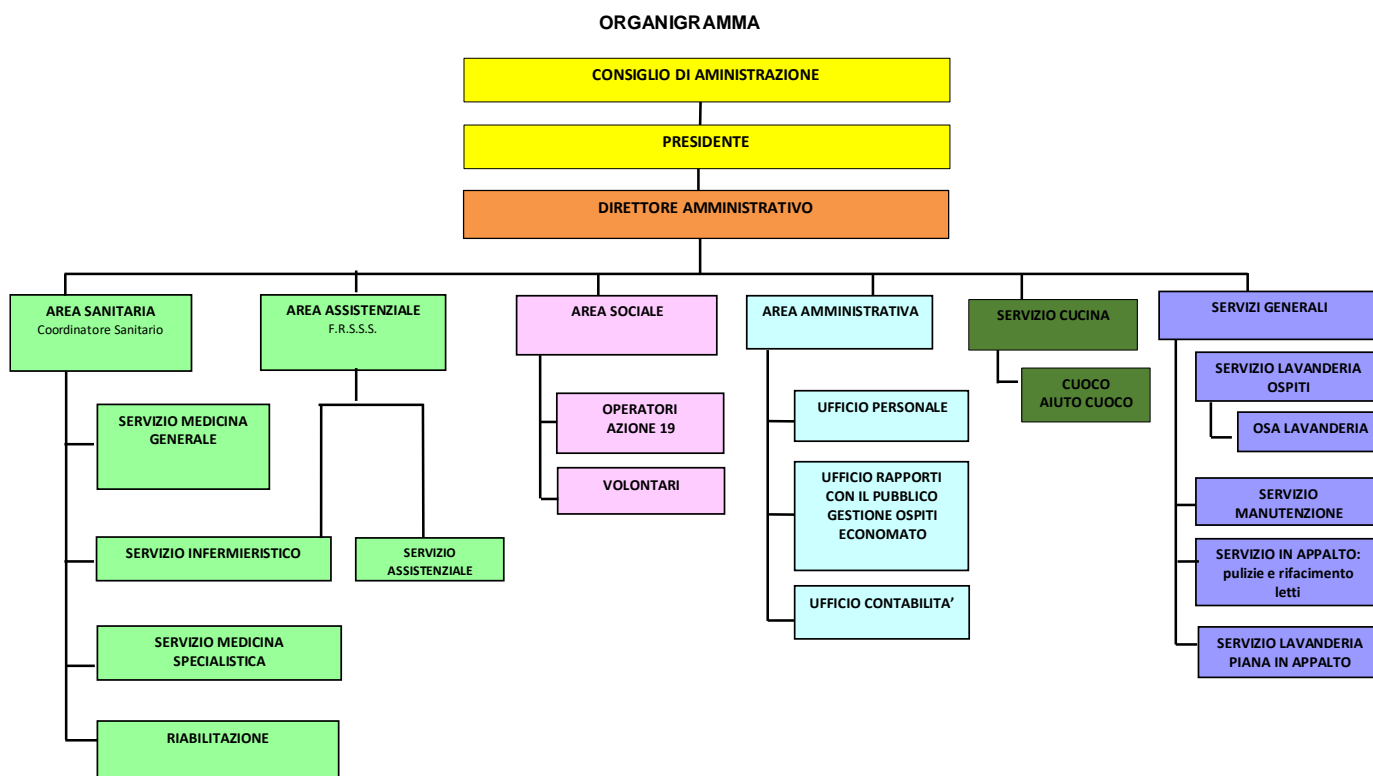 ORGANIGRAMMA
CONSIGLIO DI AMINISTRAZIONE
PRESIDENTE
DIRETTORE AMMINISTRATIVO
AREA SANITARIA
Coordinatore Sanitario
SERVIZIO MEDICINA
GENERALE
SERVIZIO INFERMIERISTICO
SERVIZIO MEDICINA
SPECIALISTICA
RIABILITAZIONE
AREA ASSISTENZIALE
F.R.S.S.S.
SERVIZIO
ASSISTENZIALE
AREA SOCIALE
OPERATORI
AZIONE 19
VOLONTARI
AREA AMMINISTRATIVA
UFFICIO PERSONALE
UFFICIO RAPPORTI
CON IL PUBBLICO
GESTIONE OSPITI
ECONOMATO
UFFICIO CONTABILITA’
SERVIZIO CUCINA
CUOCO
AIUTO CUOCO
SERVIZI GENERALI
SERVIZIO LAVANDERIA
OSPITI
OSA LAVANDERIA
SERVIZIO
MANUTENZIONE
SERVIZIO IN APPALTO:
pulizie e rifacimento
letti
SERVIZIO LAVANDERIA
PIANA IN APPALTO